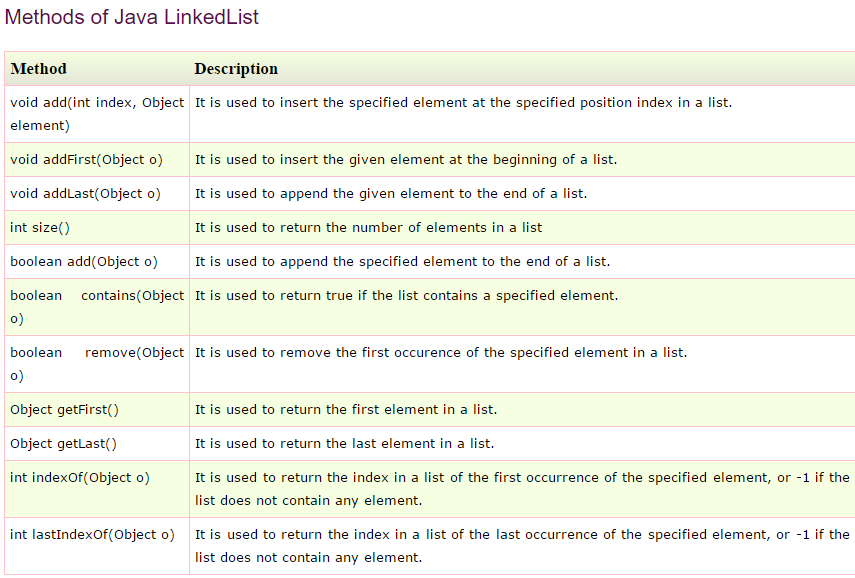 Methods of Java LinkedList
Method Description
void add(int index, Object It is used to insert the specified element at the specified position index in a list.
element)
void addFirst(Object o) It is used to insert the given element at the beginning of a list.
void addLast(Object o) It is used to append the given element to the end of a list.
int size() It is used to return the number of elements in a list
boolean add(Object o) It is used to append the specified element to the end of a list.
boolean contains(Object It is used to return true if the list contains a specified element.
o)
boolean remove(Object It is used to remove the first occurence of the specified element in a list.
o)
Object getFirst() It is used to return the first element in a list.
Object getLast() It is used to return the last element in a list.
int indexOf(Object o) It is used to return the index in a list of the first occurrence of the specified element, or -1 if the
list does not contain any element.
int lastIndexOf(Object o) It is used to return the index in a list of the last occurrence of the specified element, or -1 if the
list does not contain any element.